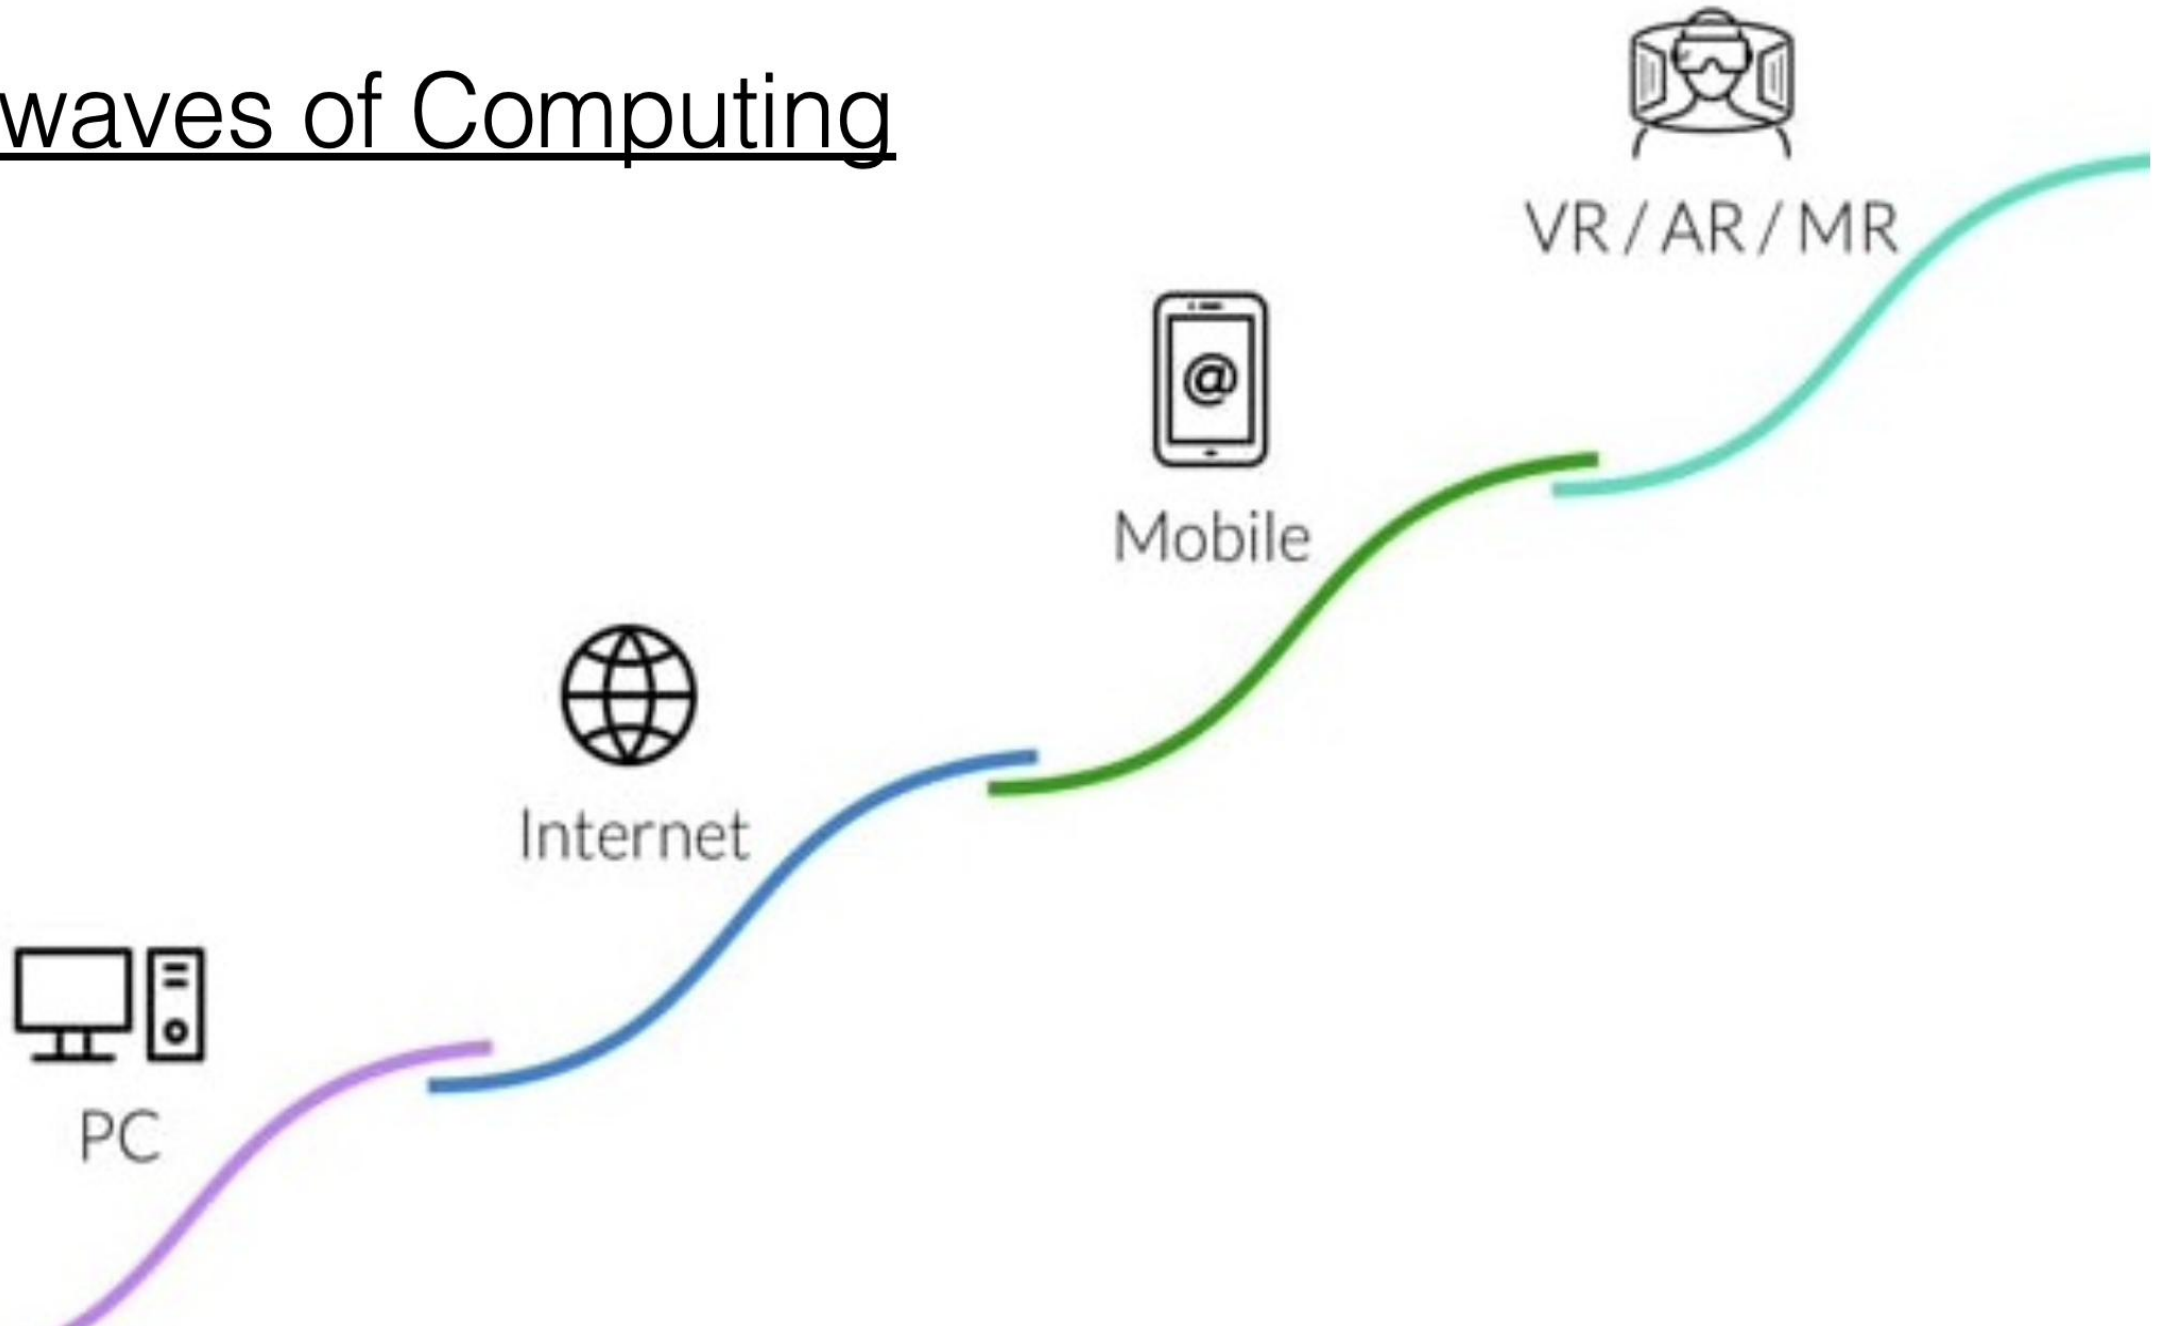 waves of Computing
VR / AR / MR
@
Mobile
Internet
PC